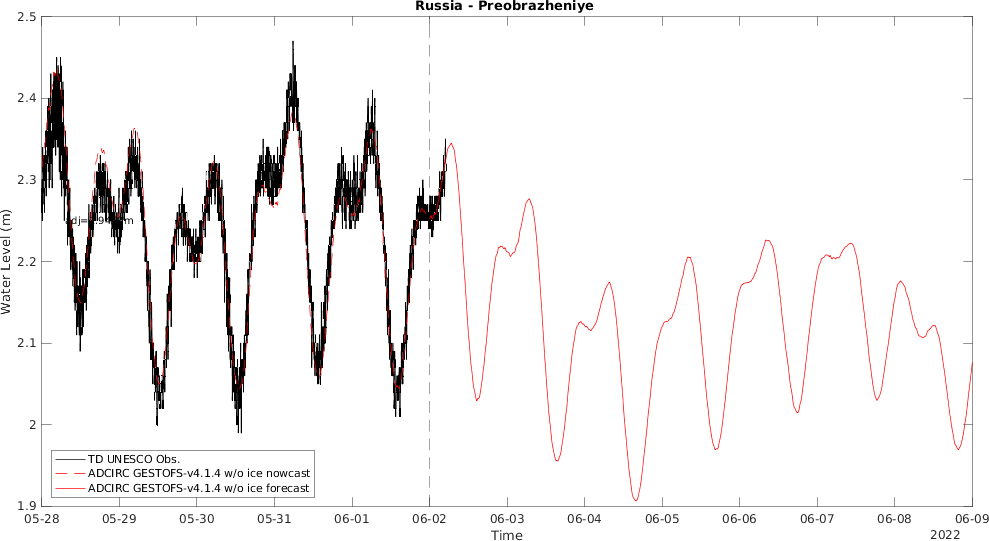 Russia - Preobrazheniye
2.5
2.4
2.3
2.2
2.1
2
1.9
Water Level (m)
TD UNESCO Obs.
ADCIRC GESTOFS-v4.1.4 w/o ice nowcast
ADCIRC GESTOFS-v4.1.4 w/o ice forecast
05-28 05-29 05-30 05-31 06-01 06-02 06-03 06-04 06-05 06-06 06-07 06-08 06-09
Time
2022